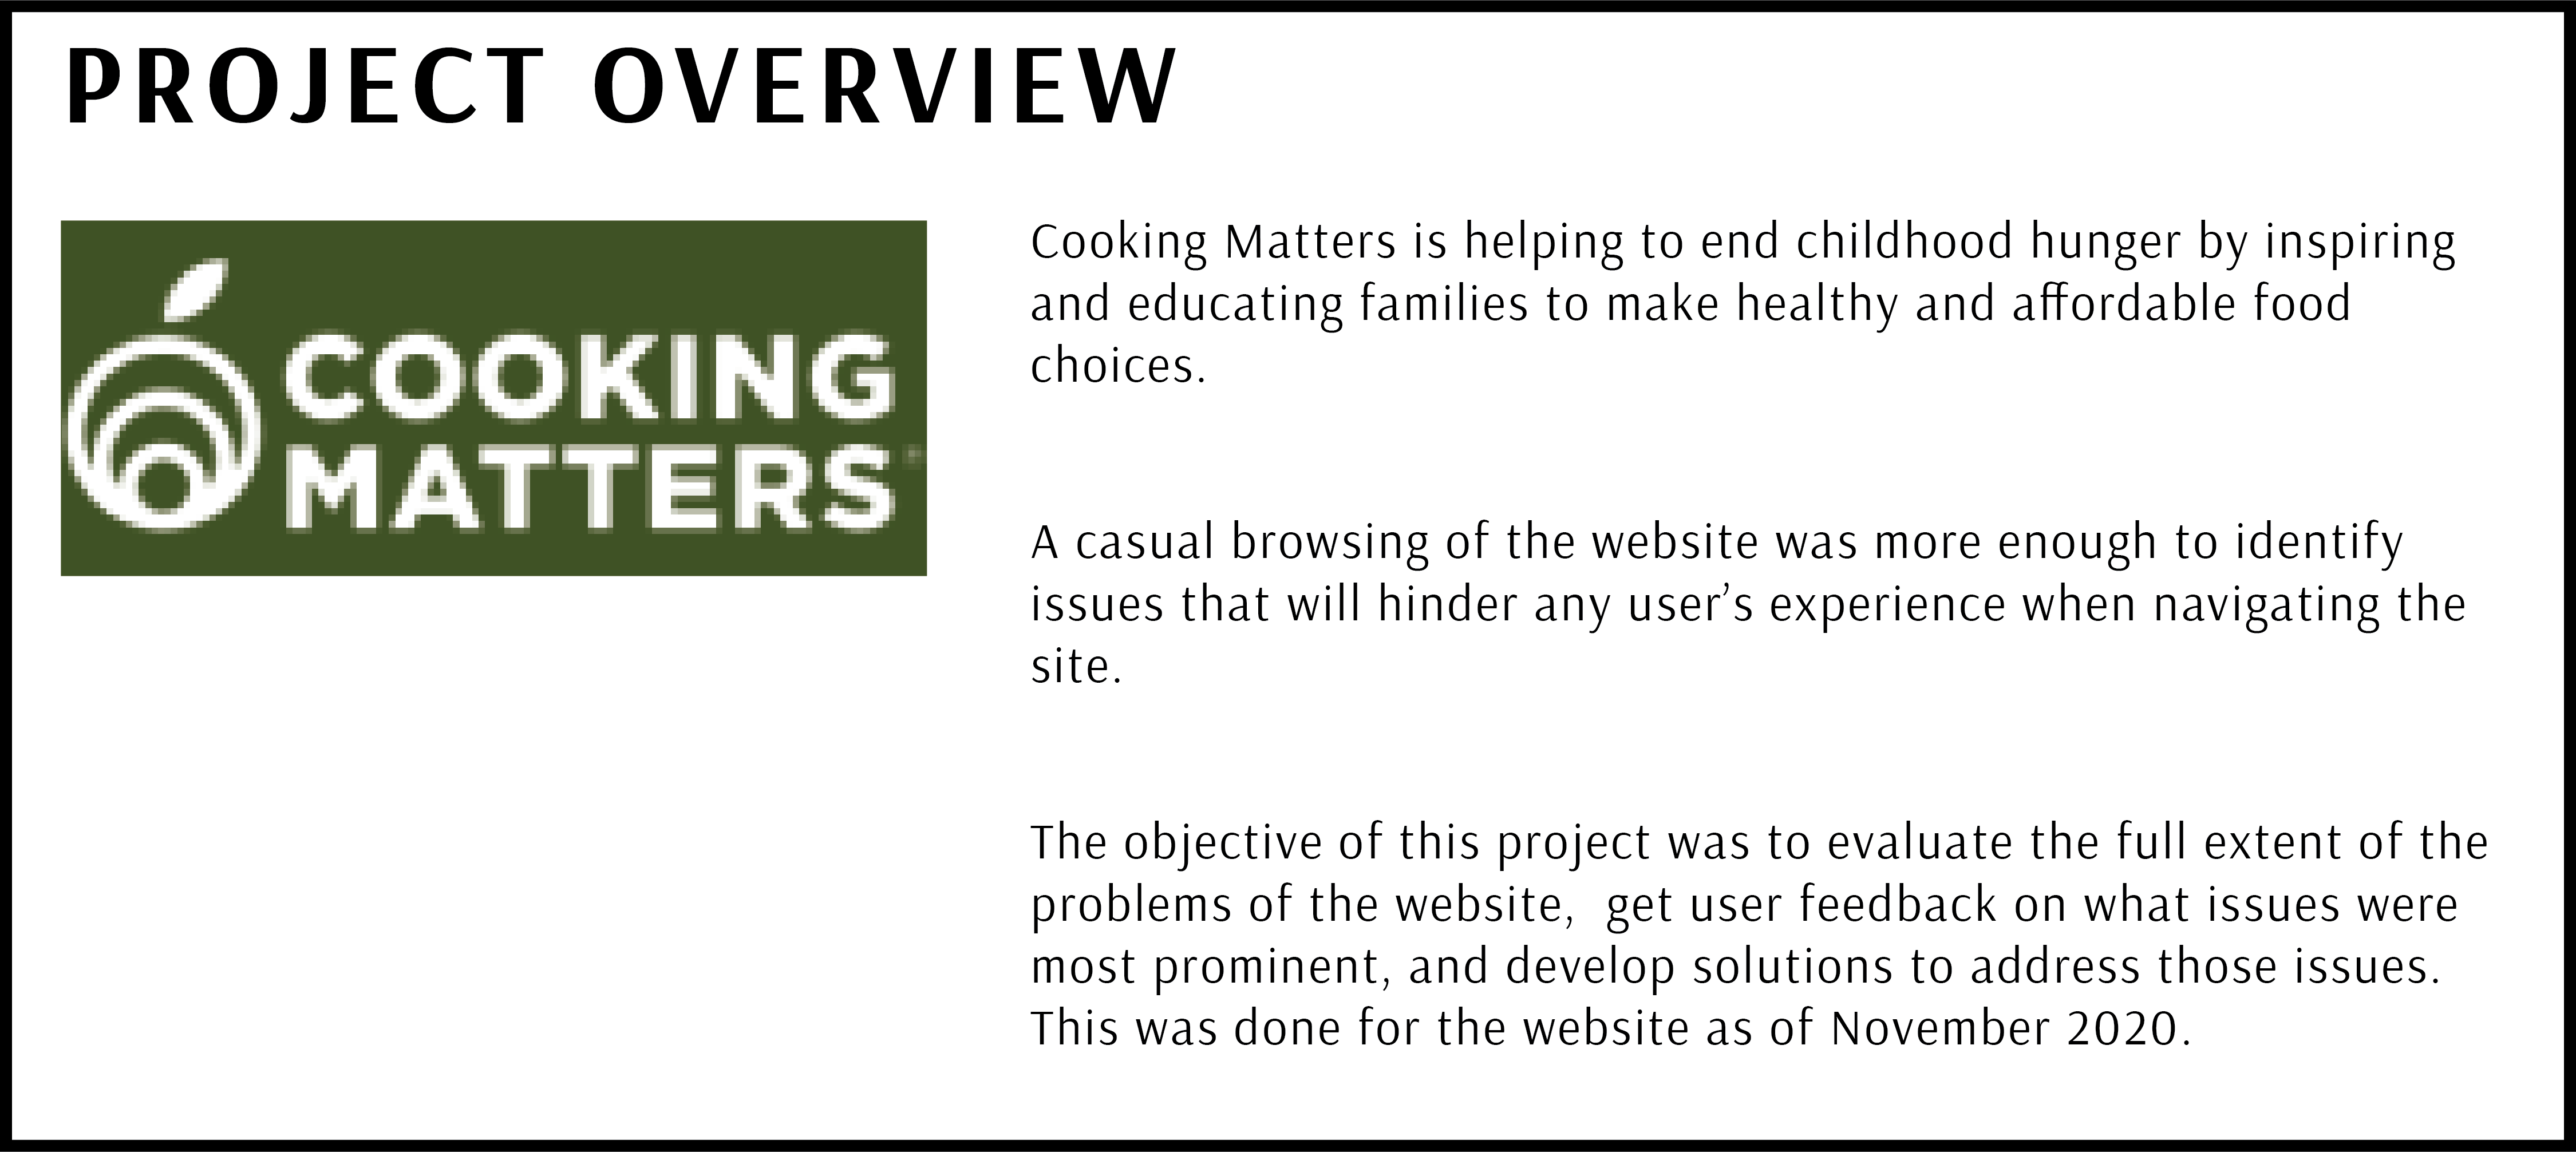 PROJECT OVERVIEW
COOKING
MATTERS
Cooking Matters is helping to end childhood hunger by inspiring
and educating families to make healthy and affordable food
choices.
A casual browsing of the website was more enough to identify
issues that will hinder any user’s experience when navigating the
site.
The objective of this project was to evaluate the full extent of the
problems of the website,  get user feedback on what issues were
most prominent, and develop solutions to address those issues.
This was done for the website as of November 2020.